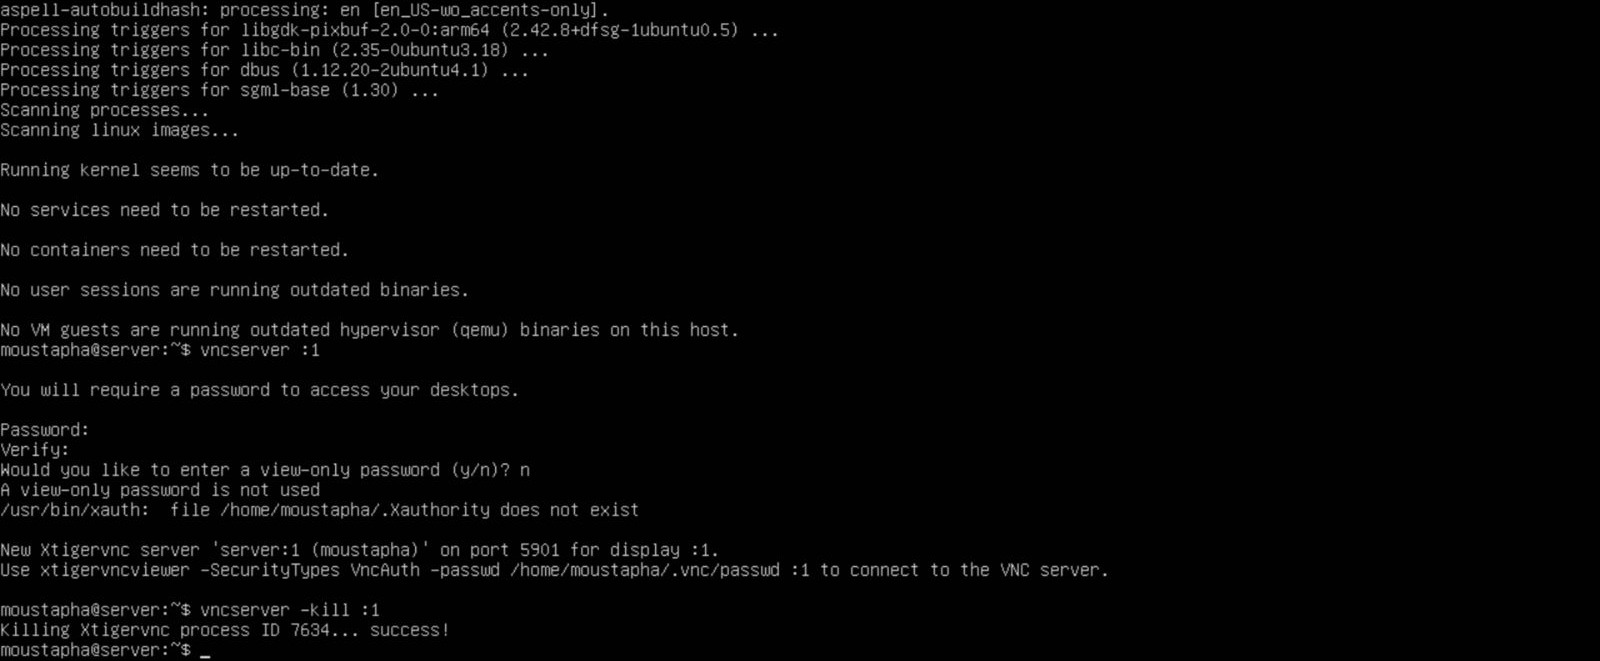 aspell-autobuildhash: processing: en [en_US-wo_accents-only].
Processing triggers for libgdk-pixbuf-2.0-0:arm64 (2.42.8+dfsg-1ubuntu0.5) ...
Processing triggers for libc-bin (2.35-0ubuntu3.18) ...
Processing triggers for dbus (1.12.20-2ubuntu4.1) ...
Processing triggers for sgml-base (1.30) ...
Scanning processes...
Scanning linux images...
Running kernel seems to be up-to-date.
No services need to be restarted.
No containers need to be restarted.
No user sessions are running outdated binaries.
No VM guests are running outdated hypervisor (qemu) binaries on this host.
moustapha@server:~$ vncserver :1
You will require a password to access your desktops.
Password:
Verify:
Would you like to enter a view-only password (y/n)? n
A view-only password is not used
/usr/bin/xauth:  file /home/moustapha/.Xauthority does not exist
New Xtigervnc server 'server:1 (moustapha)' on port 5901 for display :1.
Use xtigervncviewer -SecurityTypes VncAuth -passwd /home/moustapha/.vnc/passwd :1 to connect to the VNC server.
moustapha@server:~$ vncserver -kill :1
Killing Xtigervnc process ID 7634... success!
moustapha@server:~$ _